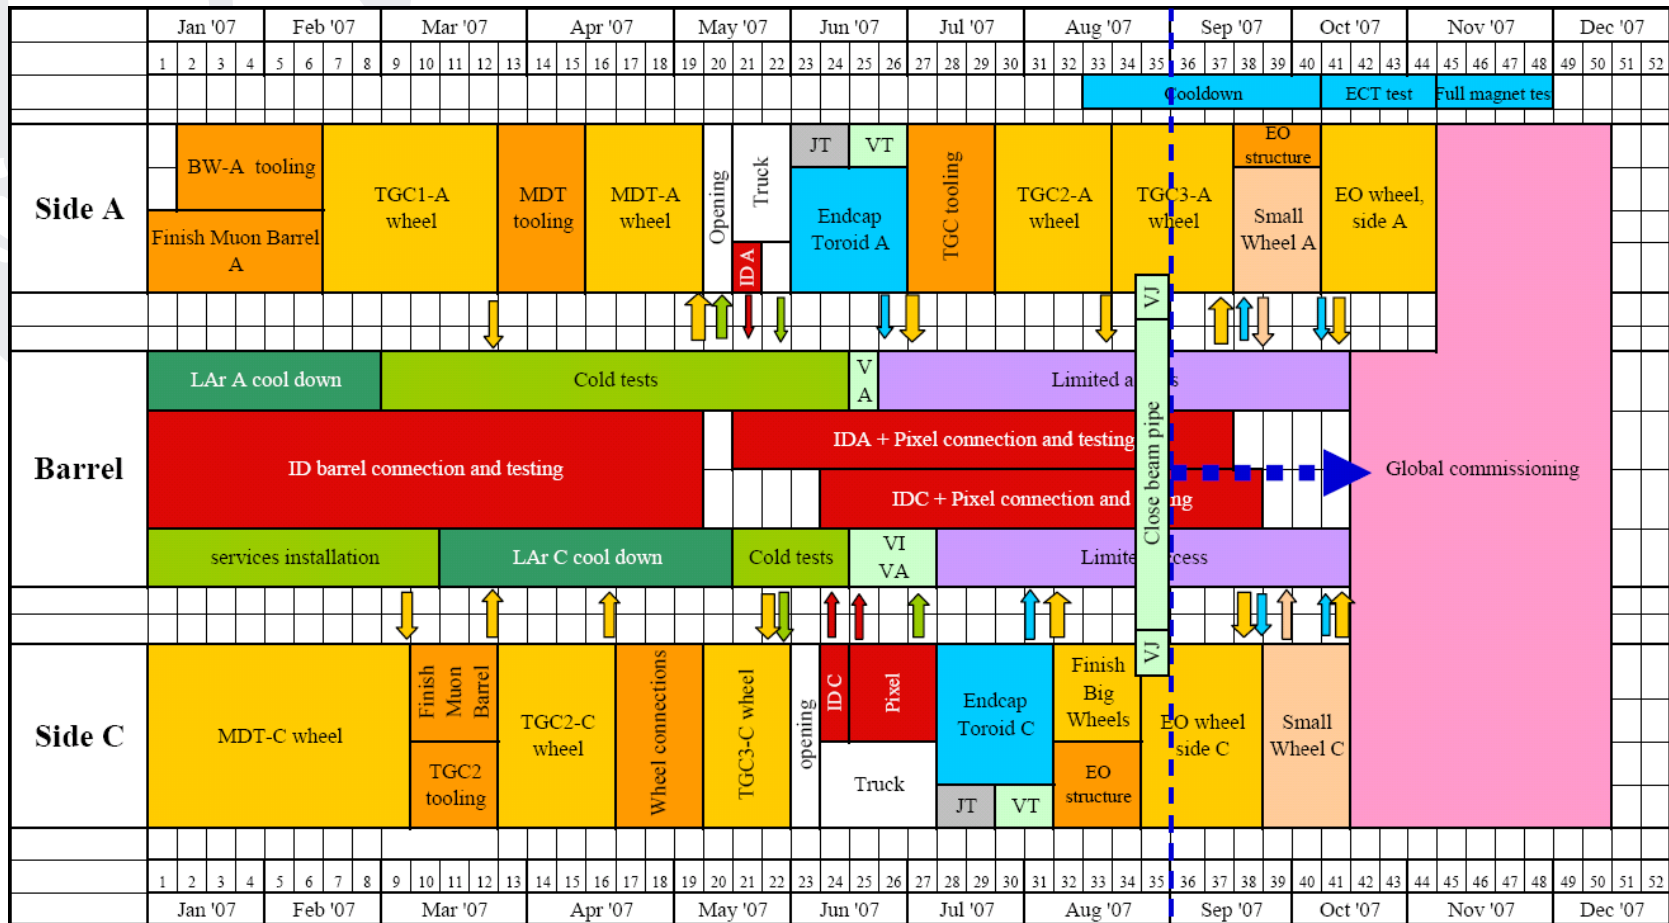 Jan '07 Feb '07 Mar '07 Apr '07 May '07 Jun '07 Jul '07 Aug '07 Sep '07 Oct '07 Nov '07 Dec '07
1 2 3 4 5 6 7 8 9 10 11 12 13 14 15 16 17 18 19 20 21 22 23 24 25 26 27 28 29 30 31 32 33 34 35 36 37 38 39 40 41 42 43 44 45 46 47 48 49 50 51 52
Cooldown ECT test Full magnet tes
Side A
BW-A tooling
Finish Muon Barrel
A
TGC1-A
wheel
MDT
tooling
MDT-A
wheel
Opening
Truck
ID A
JT
VT
Endcap
Toroid A
TGC tooling
TGC2-A
wheel
TGC3-A
wheel
EO
structure
Small
Wheel A
EO wheel,
side A
VJ
Barrel
LAr A cool down
Cold tests
V
A
Limited a s
ID barrel connection and testing
IDA + Pixel connection and testing
IDC + Pixel connection and ng
Close beam pipe
Global commissioning
services installation
LAr C cool down
Cold tests
VI
VA
Limite cess
VJ
Side C
MDT-C wheel
Finish
Muon
Barrel
TGC2
tooling
TGC2-C
wheel
Wheel connections
TGC3-C wheel
opening
ID C
Pixel
Truck
Endcap
Toroid C
JT
VT
Finish
Big
Wheels
EO
structure
EO wheel
side C
Small
Wheel C
1 2 3 4 5 6 7 8 9 10 11 12 13 14 15 16 17 18 19 20 21 22 23 24 25 26 27 28 29 30 31 32 33 34 35 36 37 38 39 40 41 42 43 44 45 46 47 48 49 50 51 52
Jan '07 Feb '07 Mar '07 Apr '07 May '07 Jun '07 Jul '07 Aug '07 Sep '07 Oct '07 Nov '07 Dec '07